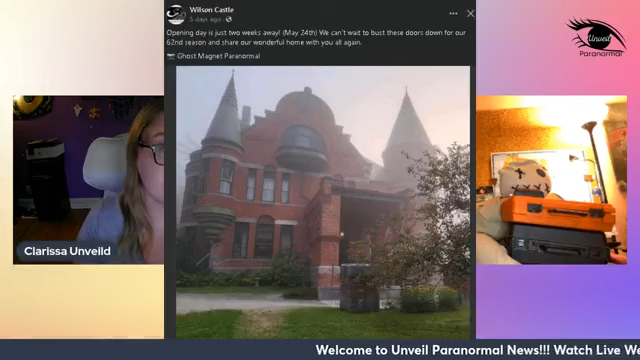 Wilson Castle
5 days ago
Opening day is just two weeks away! (May 24th) We can't wait to bust these doors down for our
62nd season and share our wonderful home with you all again.
Ghost Magnet Paranormal
Unveil
Paranormal
Clarissa Unveild
Welcome to Unveil Paranormal News!!! Watch Live We